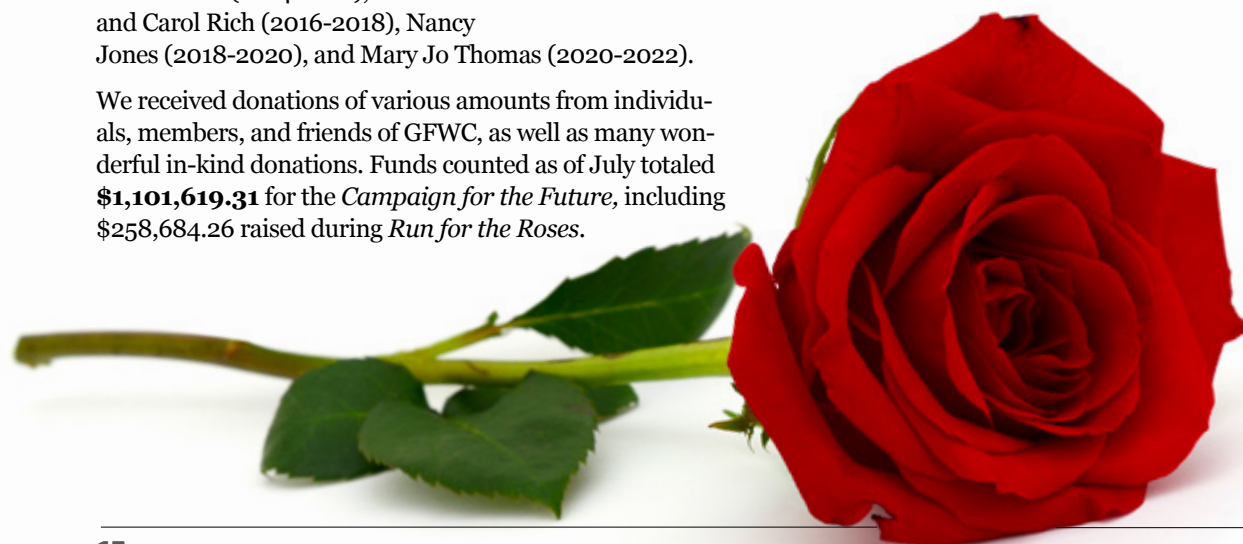 and Carol Rich (2016-2018), Nancy
Jones (2018-2020), and Mary Jo Thomas (2020-2022).
We received donations of various amounts from individu-
als, members, and friends of GFWC, as well as many won-
derful in-kind donations. Funds counted as of July totaled
$1,101,619.31 for the Campaign for the Future, including
$258,684.26 raised during Run for the Roses.